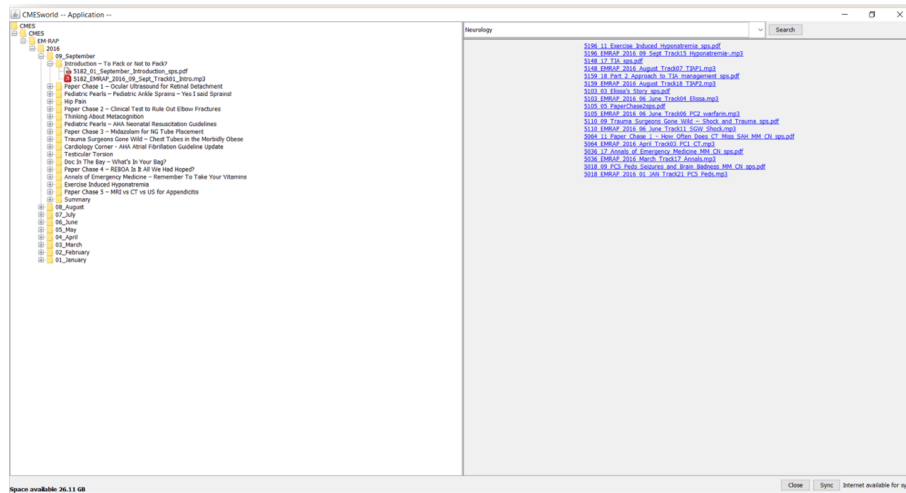 CMESworld -- Application --
CMES
CMES
EM-RAP
2016
09_September
Introduction – To Pack or Not to Pack?
5182_01_September_Introduction_sps.pdf
5182_EMRAP_2016_09_Sept_Track01_Intro.mp3
Paper Chase 1 – Ocular Ultrasound for Retinal Detachment
Pediatric Pearls – Pediatric Ankle Sprains – Yes I said Sprains!
Hip Pain
Paper Chase 2 – Clinical Test to Rule Out Elbow Fractures
Thinking About Metacognition
Pediatric Pearls – AHA Neonatal Resuscitation Guidelines
Paper Chase 3 – Midazolam for NG Tube Placement
Trauma Surgeons Gone Wild – Chest Tubes in the Morbidly Obese
Cardiology Corner - AHA Atrial Fibrillation Guideline Update
Testicular Torsion
Doc In The Bay – What's In Your Bag?
Paper Chase 4 – REBOA Is It All We Had Hoped?
Annals of Emergency Medicine – Remember To Take Your Vitamins
Exercise Induced Hyponatremia
Paper Chase 5 – MRI vs CT vs US for Appendicitis
Summary
08_August
07_July
06_June
05_May
04_April
03_March
02_February
01_January
Neurology
Search
5196_11_Exercise_Induced_Hyponatremia_sps.pdf
5196_EMRAP_2016_09_Sept_Track15_Hyponatremia-.mp3
5148_17_TIA_sps.pdf
5148_EMRAP_2016_August_Track07_TIAP1.mp3
5159_18_Part_2_Approach_to_TIA_management_sps.pdf
5159_EMRAP_2016_August_Track18_TIAP2.mp3
5103_03_Elissa's_Story_sps.pdf
5103_EMRAP_2016_06_June_Track04_Elissa.mp3
5105_05_PaperChase2sps.pdf
5105_EMRAP_2016_06_June_Track06_PC2_warfarin.mp3
5110_09_Trauma_Surgeons_Gone_Wild_–_Shock_and_Trauma_sps.pdf
5110_EMRAP_2016_06_June_Track11_SGW_Shock.mp3
5064_11_Paper_Chase_1_–_How_Often_Does_CT_Miss_SAH_MM_CN_sps.pdf
5064_EMRAP_2016_April_Track03_PC1_CT.mp3
5036_17_Annals_of_Emergency_Medicine_MM_CN_sps.pdf
5036_EMRAP_2016_March_Track17_Annals.mp3
5018_09_PC5_Peds_Seizures_and_Brain_Badness_MM_CN_sps.pdf
5018_EMRAP_2016_01_JAN_Track21_PC5_Peds.mp3
Space available 26.11 GB
Close
Sync
Internet available for sy